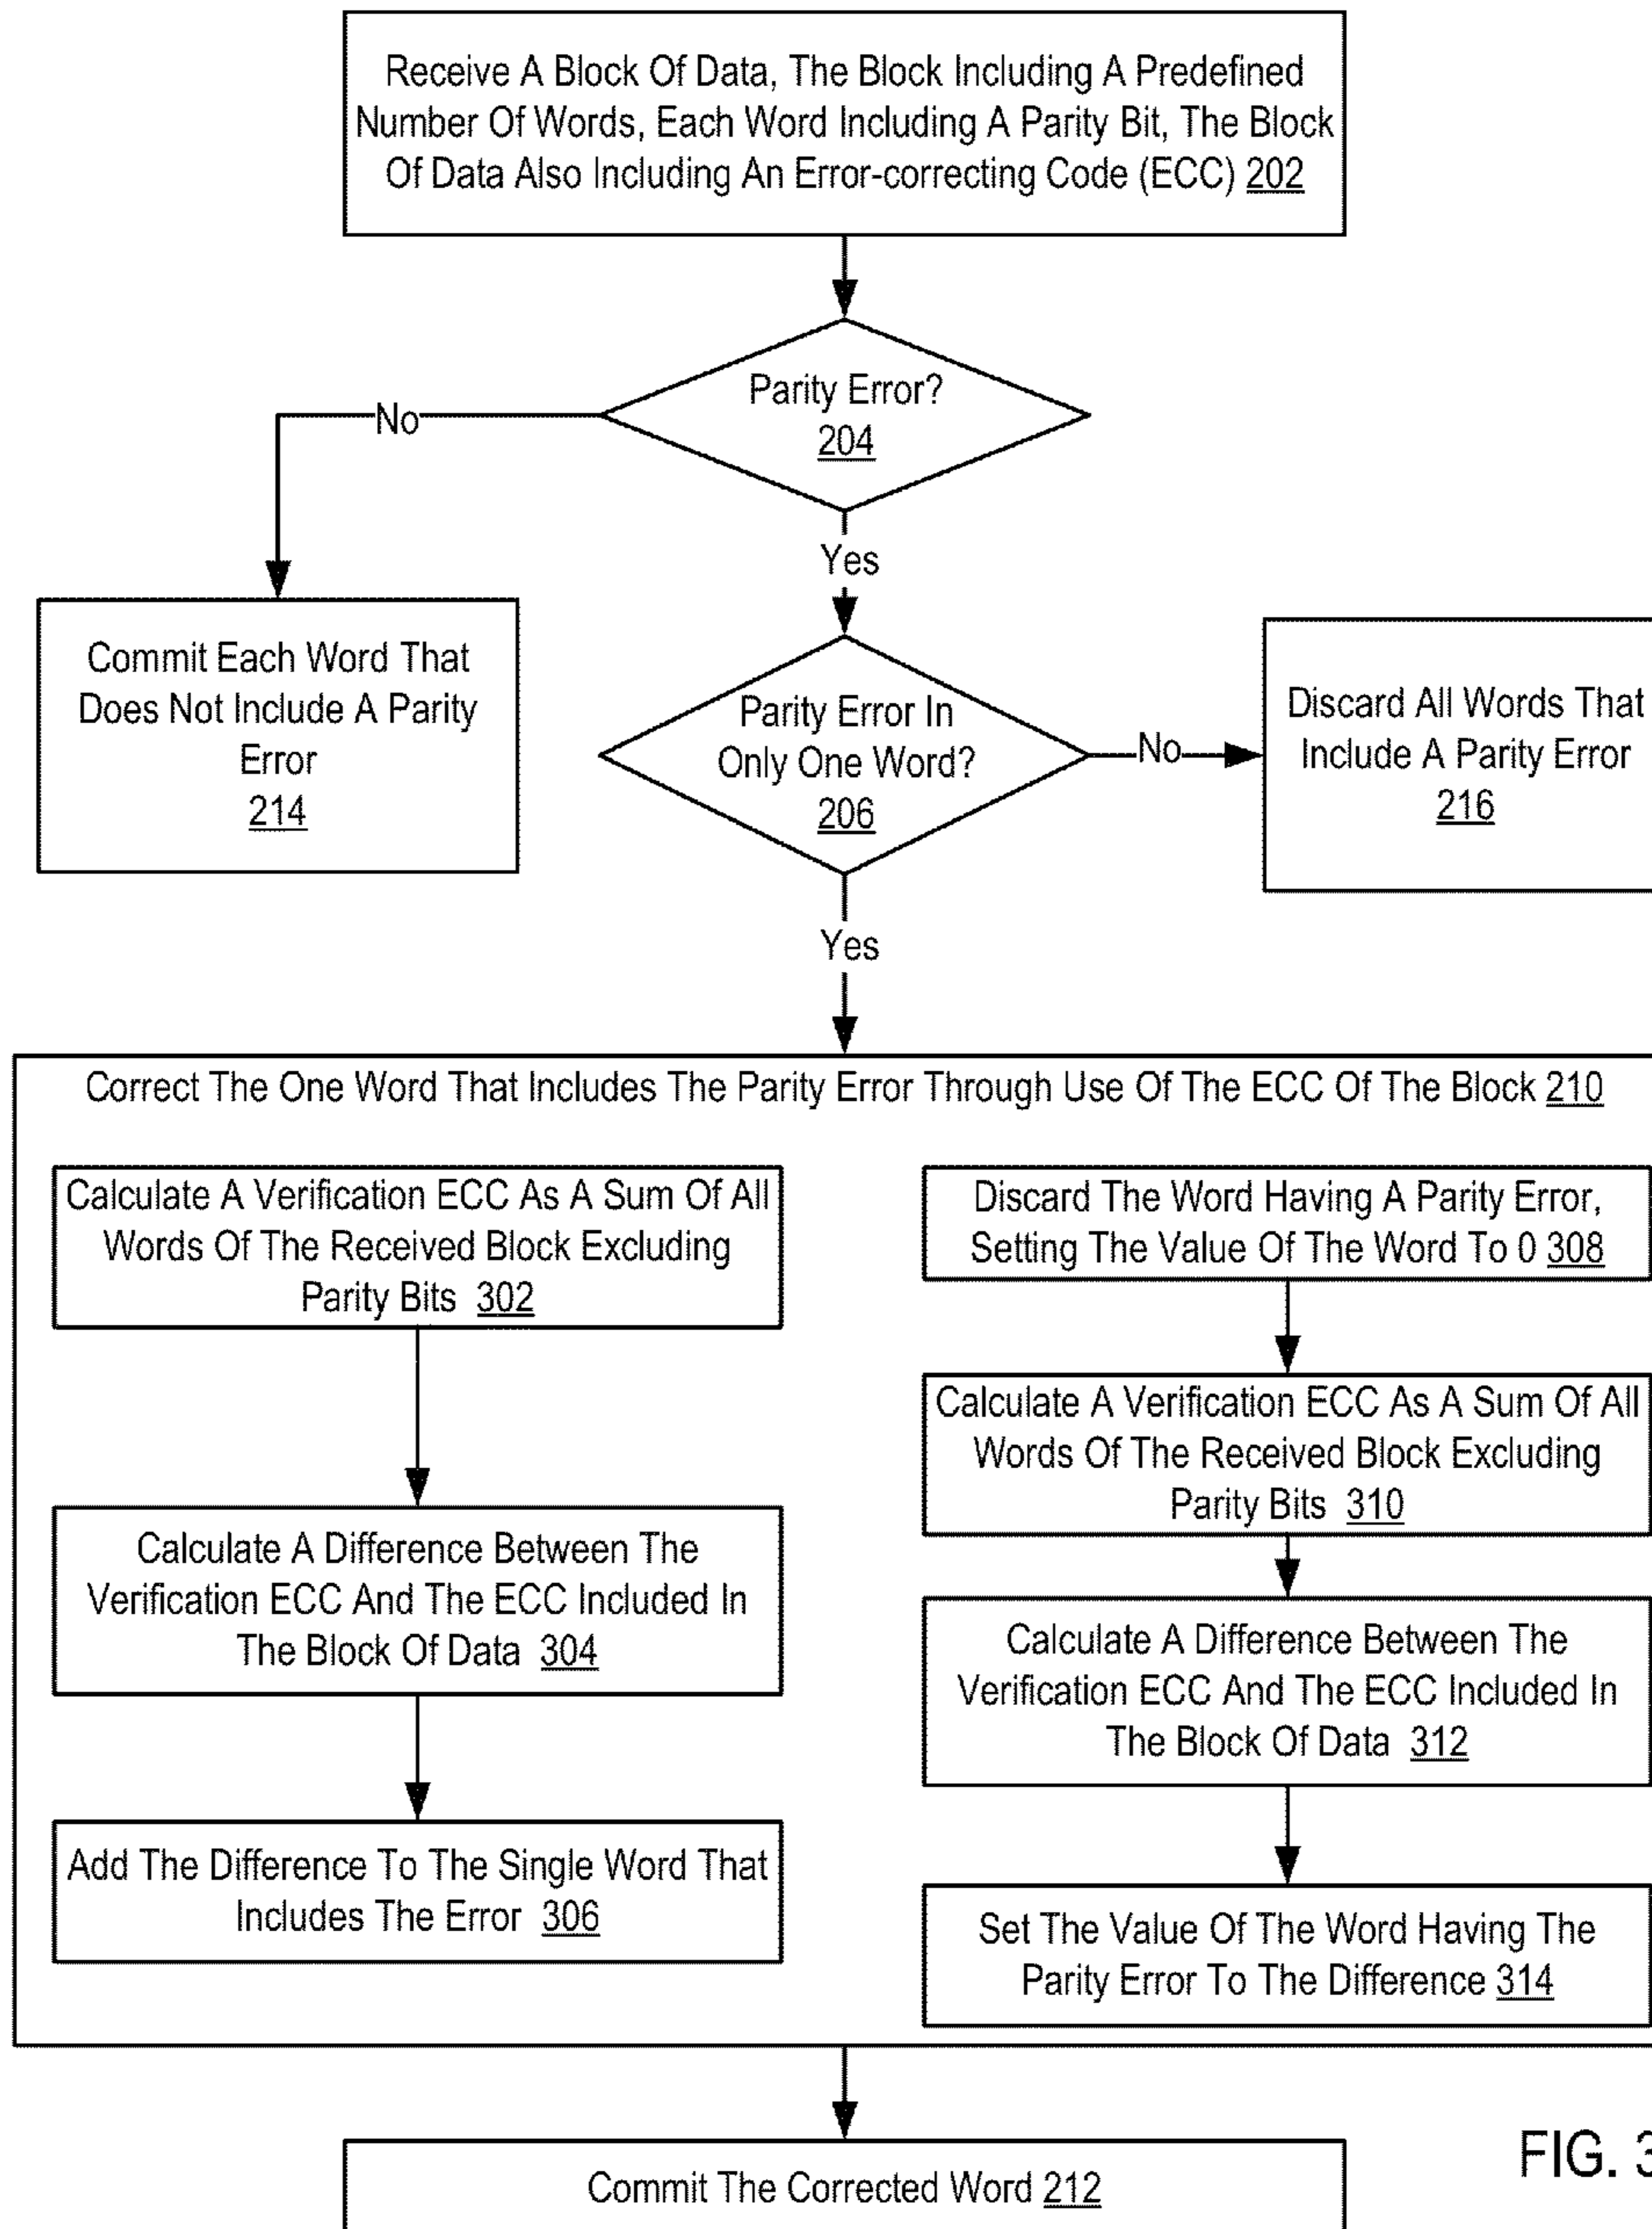 Receive A Block Of Data, The Block Including A Predefined
Number Of Words, Each Word Including A Parity Bit, The Block
Of Data Also Including An Error-correcting Code (ECC) 202
Parity Error?
204
No
Yes
Commit Each Word That
Does Not Include A Parity
Error
214
Parity Error In
Only One Word?
206
No
Discard All Words That
Include A Parity Error
216
Yes
Correct The One Word That Includes The Parity Error Through Use Of The ECC Of The Block 210
Calculate A Verification ECC As A Sum Of All
Words Of The Received Block Excluding
Parity Bits 302
Calculate A Difference Between The
Verification ECC And The ECC Included In
The Block Of Data 304
Add The Difference To The Single Word That
Includes The Error 306
Discard The Word Having A Parity Error,
Setting The Value Of The Word To 0 308
Calculate A Verification ECC As A Sum Of All
Words Of The Received Block Excluding
Parity Bits 310
Calculate A Difference Between The
Verification ECC And The ECC Included In
The Block Of Data 312
Set The Value Of The Word Having The
Parity Error To The Difference 314
Commit The Corrected Word 212
FIG. 3